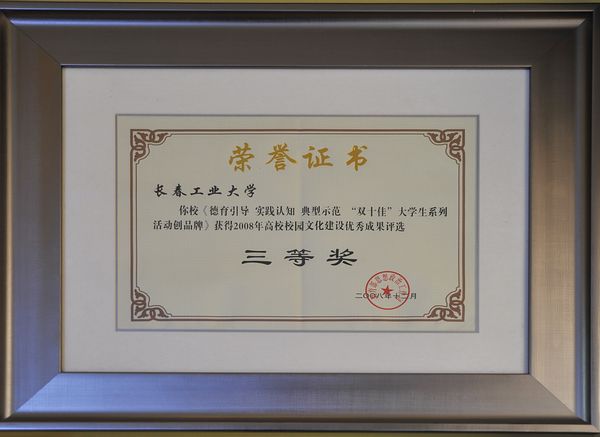 荣誉证书
长春工业大学
你校《德育引导 实践认知 典型示范 “双十佳”大学生系列
活动创品牌》获得2008年高校校园文化建设优秀成果评选
三等奖
二〇〇八年十二月